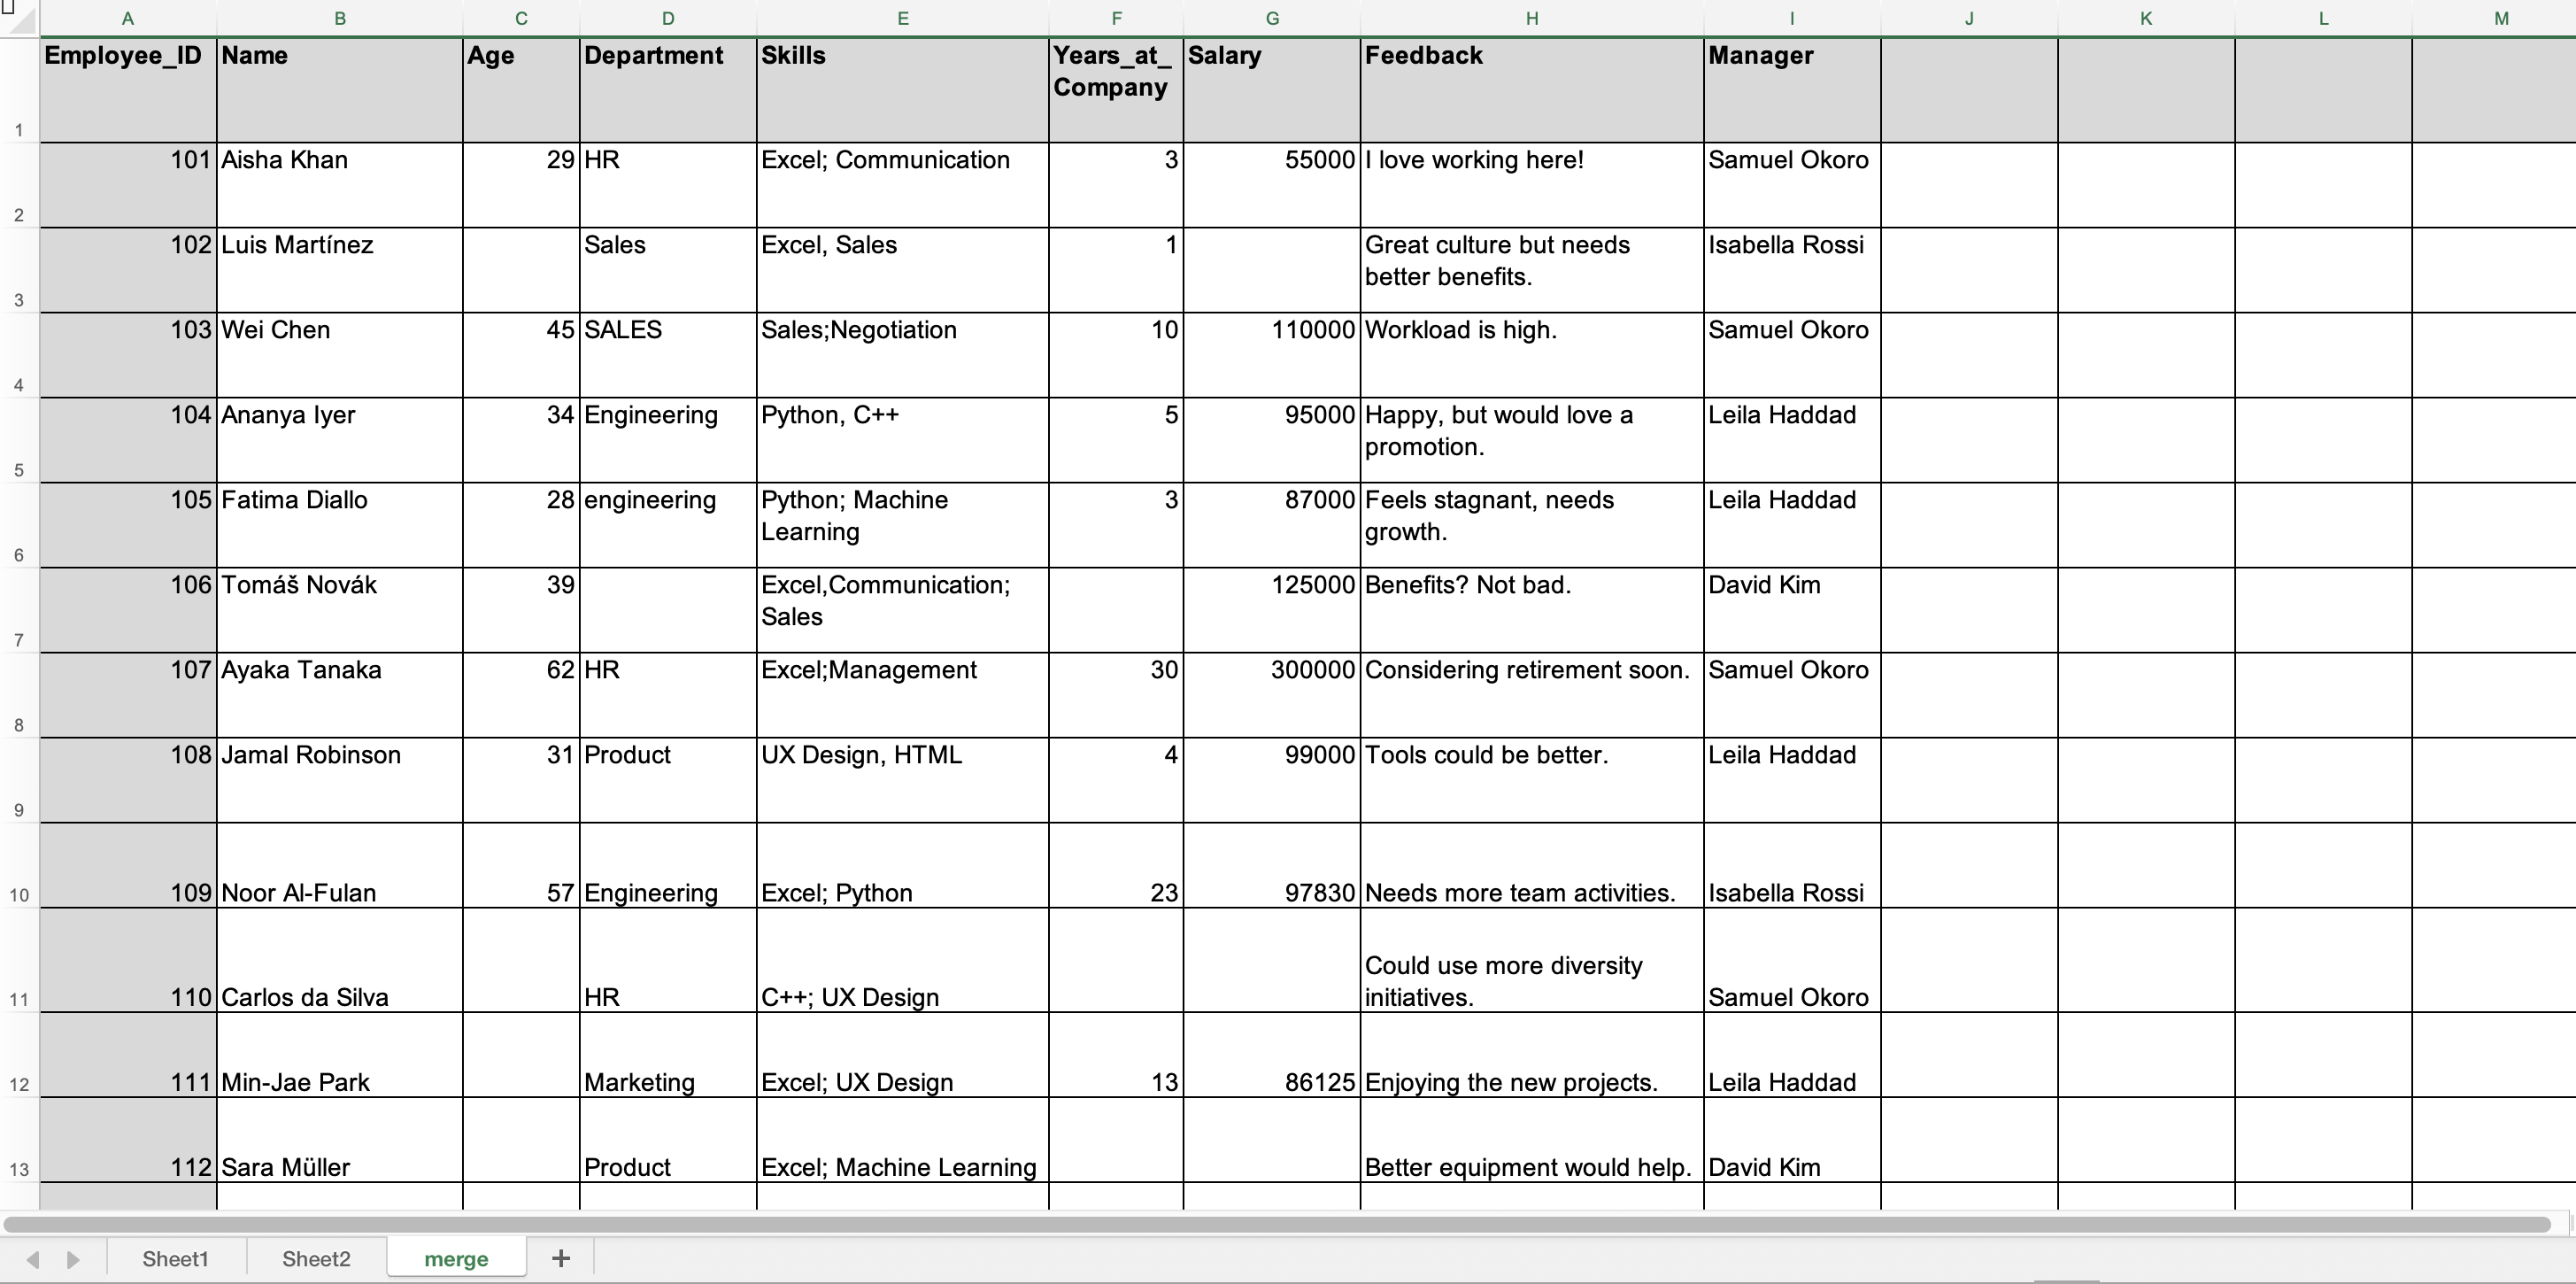 A B C D E F G H I J K L M
Employee_ID Name Age Department Skills Years_at_ Salary Feedback Manager
Company
1
101 Aisha Khan 29 HR Excel; Communication 3 55000 I love working here! Samuel Okoro
2
102 Luis Martínez Sales Excel, Sales 1 Great culture but needs Isabella Rossi
better benefits.
3
103 Wei Chen 45 SALES Sales;Negotiation 10 110000 Workload is high. Samuel Okoro
4
104 Ananya Iyer 34 Engineering Python, C++ 5 95000 Happy, but would love a Leila Haddad
promotion.
5
105 Fatima Diallo 28 engineering Python; Machine 3 87000 Feels stagnant, needs Leila Haddad
Learning growth.
6
106 Tomáš Novák 39 Excel,Communication; 125000 Benefits? Not bad. David Kim
Sales
7
107 Ayaka Tanaka 62 HR Excel;Management 30 300000 Considering retirement soon. Samuel Okoro
8
108 Jamal Robinson 31 Product UX Design, HTML 4 99000 Tools could be better. Leila Haddad
9
10 109 Noor Al-Fulan 57 Engineering Excel; Python 23 97830 Needs more team activities. Isabella Rossi
Could use more diversity
11 110 Carlos da Silva HR C++; UX Design initiatives. Samuel Okoro
12 111 Min-Jae Park Marketing Excel; UX Design 13 86125 Enjoying the new projects. Leila Haddad
13 112 Sara Müller Product Excel; Machine Learning Better equipment would help. David Kim
Sheet1 Sheet2 merge +